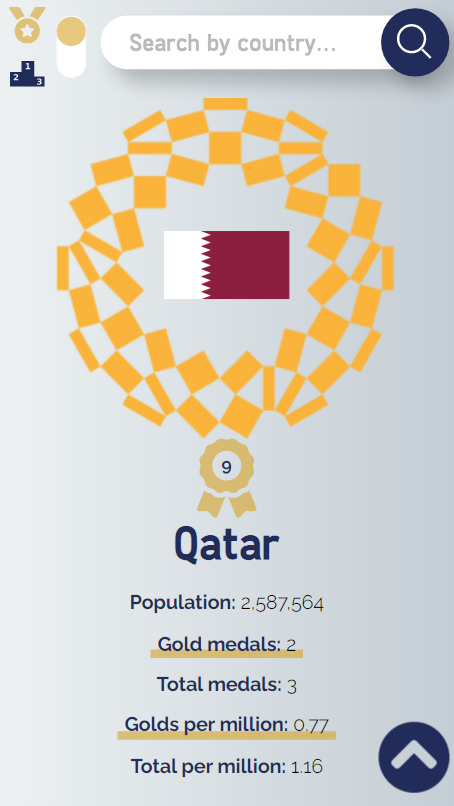 1
2
3
Search by country...
9
Qatar
Population: 2,587,564
Gold medals: 2
Total medals: 3
Golds per million: 0.77
Total per million: 1.16